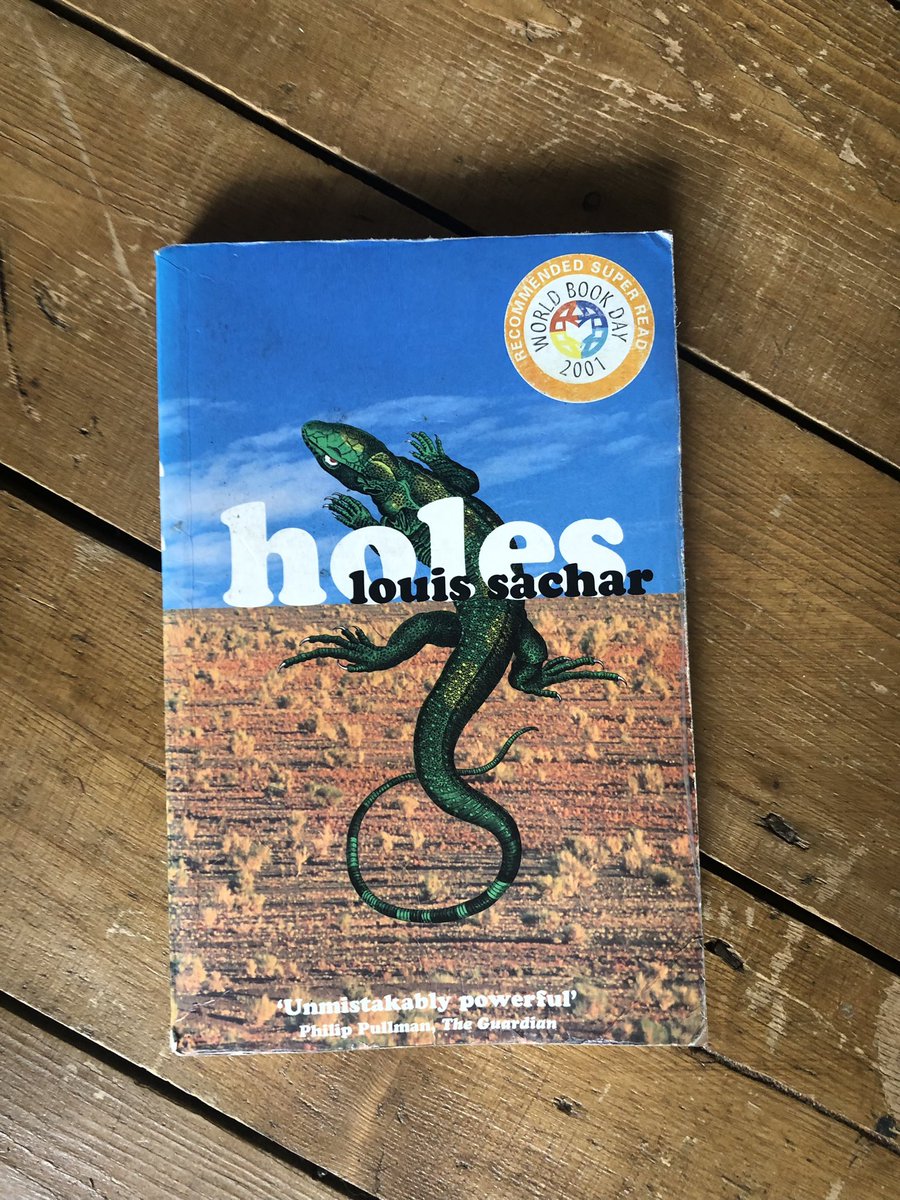 RECOMMENDED SUPER READ
WORLD BOOK DAY
2001
holes
louis sachar
‘Unmistakably powerful’
Philip Pullman, The Guardian